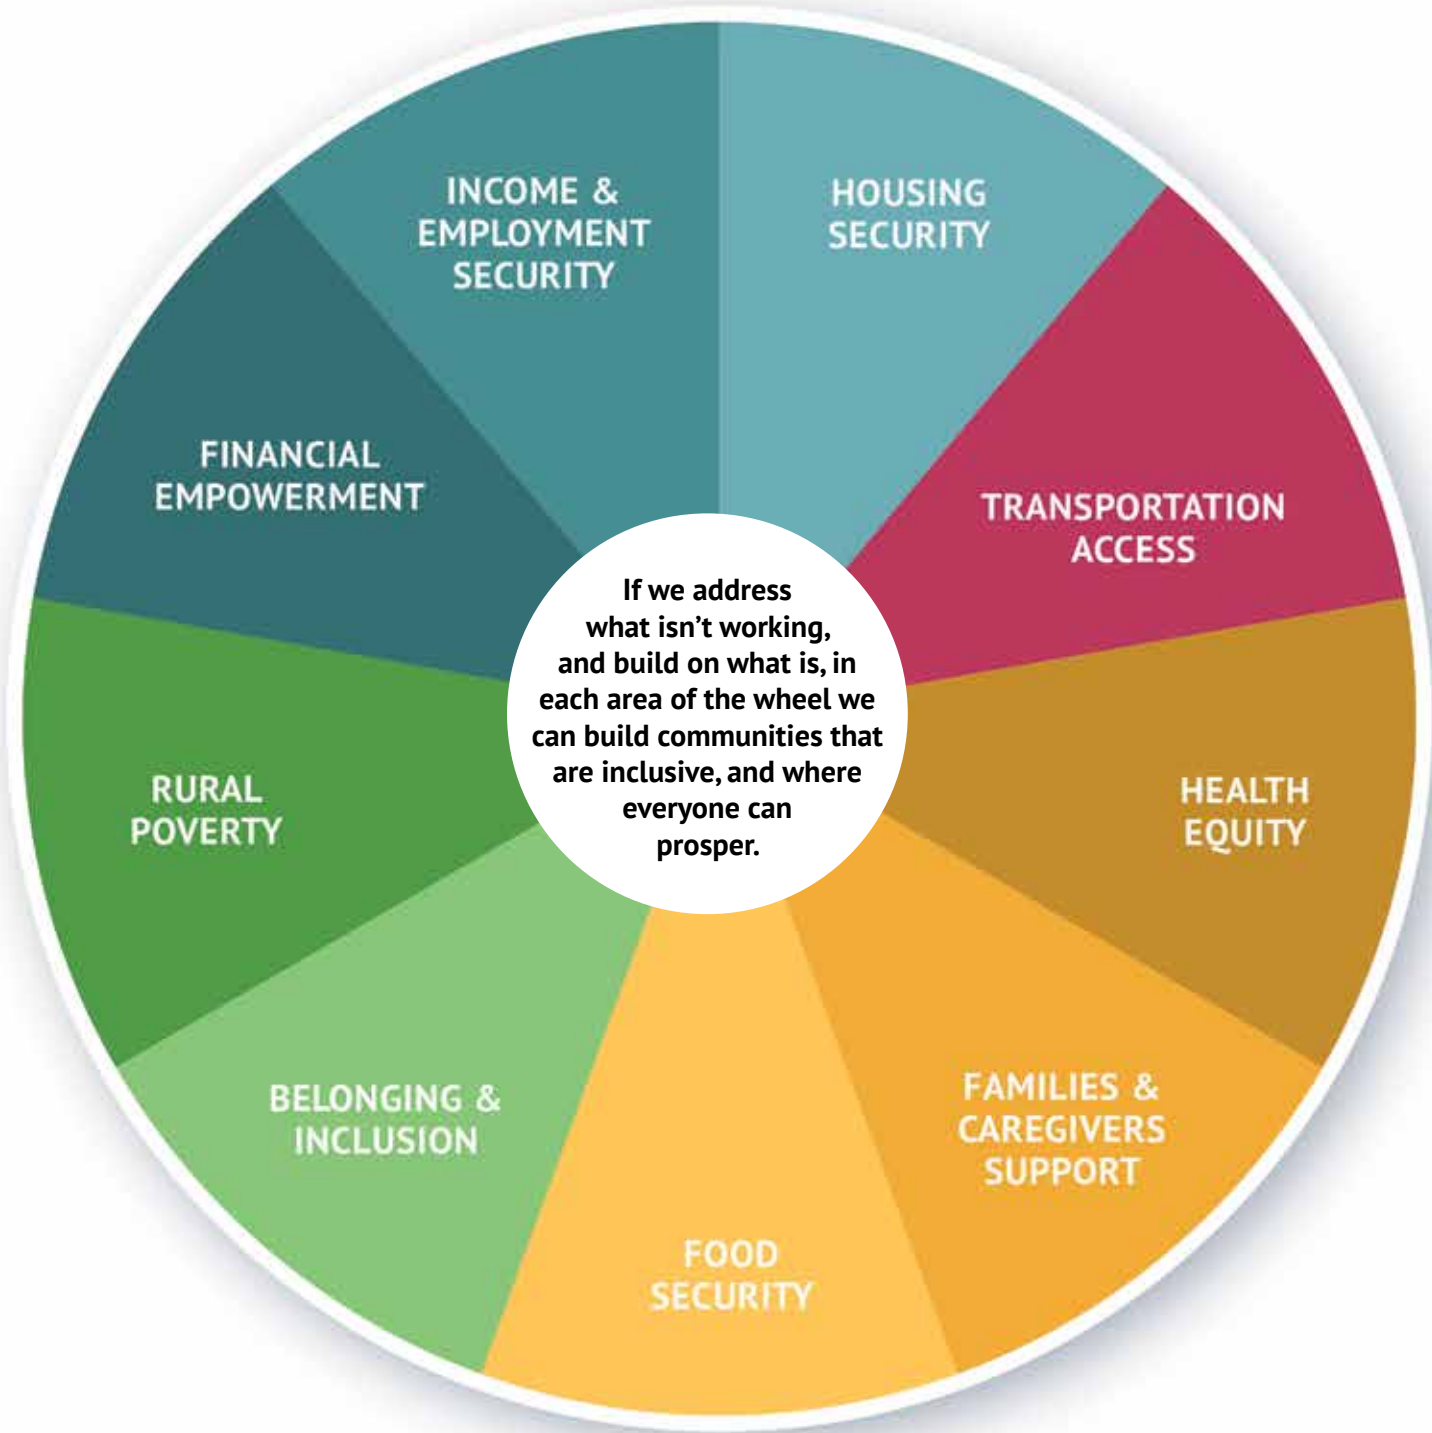 INCOME &
EMPLOYMENT
SECURITY
HOUSING
SECURITY
TRANSPORTATION
ACCESS
HEALTH
EQUITY
FAMILIES &
CAREGIVERS
SUPPORT
FOOD
SECURITY
BELONGING &
INCLUSION
RURAL
POVERTY
FINANCIAL
EMPOWERMENT
If we address
what isn’t working,
and build on what is, in
each area of the wheel we
can build communities that
are inclusive, and where
everyone can
prosper.